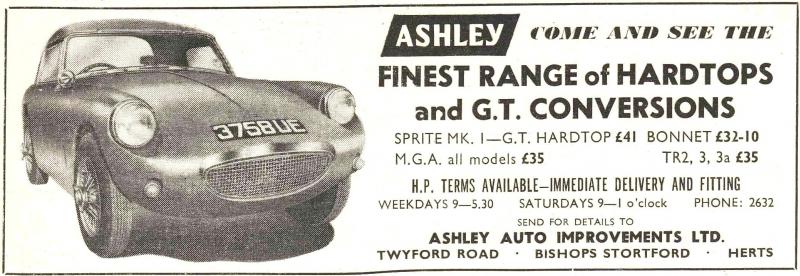 ASHLEY COME AND SEE THE
FINEST RANGE of HARDTOPS
and G.T. CONVERSIONS
SPRITE MK. I—G.T. HARDTOP £41 BONNET £32-10
M.G.A. all models £35 TR2, 3, 3a £35
H.P. TERMS AVAILABLE—IMMEDIATE DELIVERY AND FITTING
WEEKDAYS 9—5.30 SATURDAYS 9—1 o'clock PHONE: 2632
SEND FOR DETAILS TO
ASHLEY AUTO IMPROVEMENTS LTD.
TWYFORD ROAD · BISHOPS STORTFORD · HERTS
3758UE